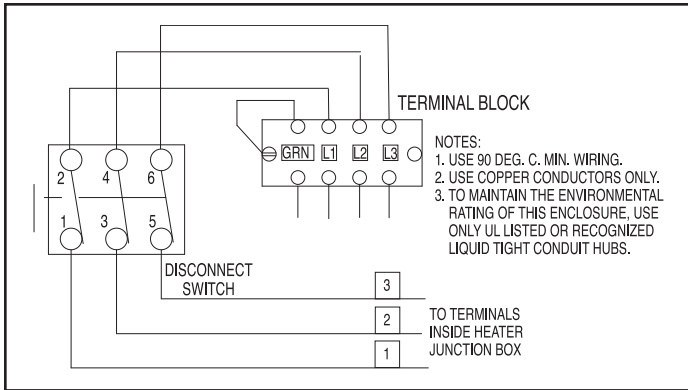 TERMINAL BLOCK
GRN L1 L2 L3
NOTES:
1. USE 90 DEG. C. MIN. WIRING.
2. USE COPPER CONDUCTORS ONLY.
3. TO MAINTAIN THE ENVIRONMENTAL
RATING OF THIS ENCLOSURE, USE
ONLY UL LISTED OR RECOGNIZED
LIQUID TIGHT CONDUIT HUBS.
2 4 6
1 3 5
DISCONNECT
SWITCH
3
2
1
TO TERMINALS
INSIDE HEATER
JUNCTION BOX